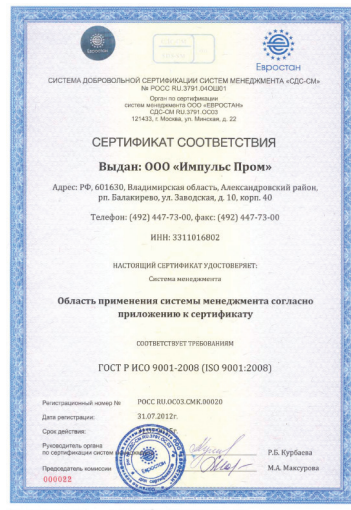 Евростан
СИСТЕМА ДОБРОВОЛЬНОЙ СЕРТИФИКАЦИИ СИСТЕМ МЕНЕДЖМЕНТА «СДС-СМ»
№ РОСС RU.3791.04ОШ01
Орган по сертификации
систем менеджмента ООО «ЕВРОСТАН»
СДС-СМ RU.3791.ОС03
121433, г. Москва, ул. Минская, д. 22
СЕРТИФИКАТ СООТВЕТСТВИЯ
Выдан: ООО «Импульс Пром»
Адрес: РФ, 601630, Владимирская область, Александровский район,
рп. Балакирево, ул. Заводская, д. 10, корп. 40
Телефон: (492) 447-73-00, факс: (492) 447-73-00
ИНН: 3311016802
НАСТОЯЩИЙ СЕРТИФИКАТ УДОСТОВЕРЯЕТ:
Система менеджмента
Область применения системы менеджмента согласно
приложению к сертификату
СООТВЕТСТВУЕТ ТРЕБОВАНИЯМ
ГОСТ Р ИСО 9001-2008 (ISO 9001:2008)
Регистрационный номер № РОСС RU.ОС03.СМК.00020
Дата регистрации: 31.07.2012г.
Срок действия:
Руководитель органа
по сертификации систем Р.Б. Курбаева
Председатель комиссии М.А. Максурова
000022
ЕВРОСТАН